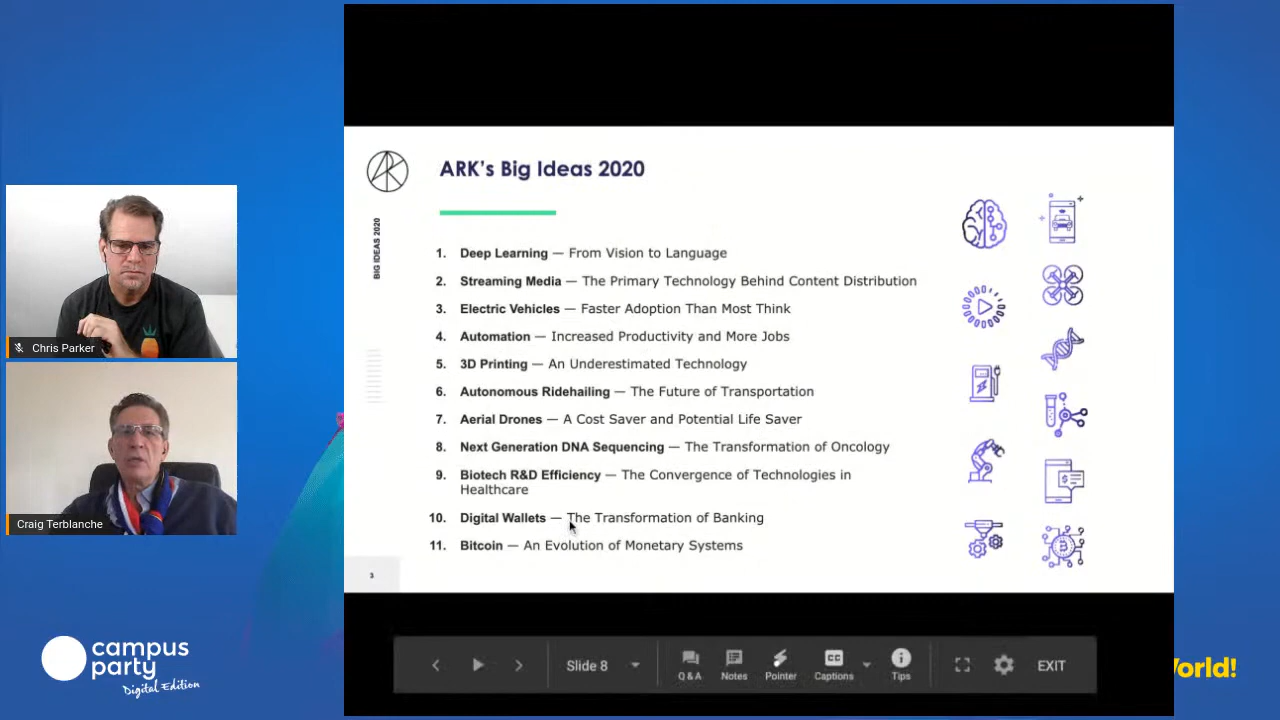 ARK's Big Ideas 2020
BIG IDEAS 2020
1. Deep Learning — From Vision to Language
2. Streaming Media — The Primary Technology Behind Content Distribution
3. Electric Vehicles — Faster Adoption Than Most Think
4. Automation — Increased Productivity and More Jobs
5. 3D Printing — An Underestimated Technology
6. Autonomous Ridehailing — The Future of Transportation
7. Aerial Drones — A Cost Saver and Potential Life Saver
8. Next Generation DNA Sequencing — The Transformation of Oncology
9. Biotech R&D Efficiency — The Convergence of Technologies in
Healthcare
10. Digital Wallets — The Transformation of Banking
11. Bitcoin — An Evolution of Monetary Systems
3
Chris Parker
Craig Terblanche
campus
party
Digital Edition
Slide 8
Q & A
Notes
Pointer
CC
Captions
Tips
EXIT
World!